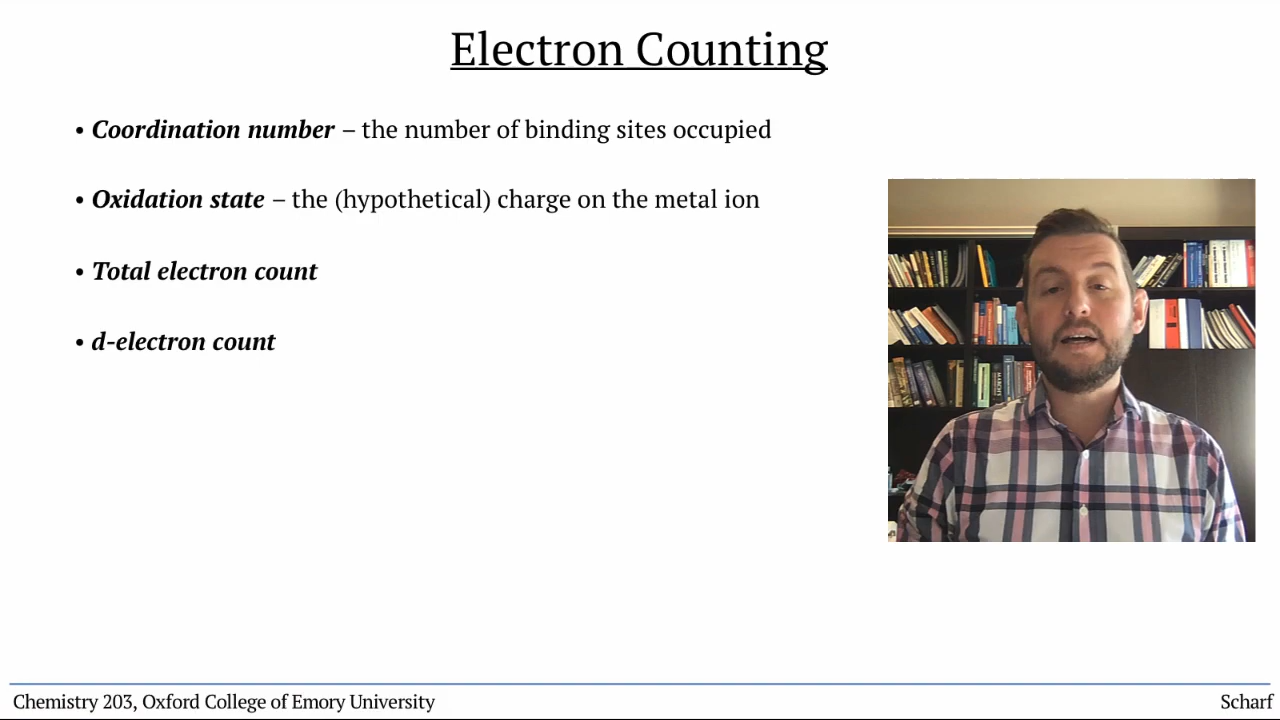 Electron Counting
• Coordination number – the number of binding sites occupied
• Oxidation state – the (hypothetical) charge on the metal ion
• Total electron count
• d-electron count
Chemistry 203, Oxford College of Emory University
Scharf